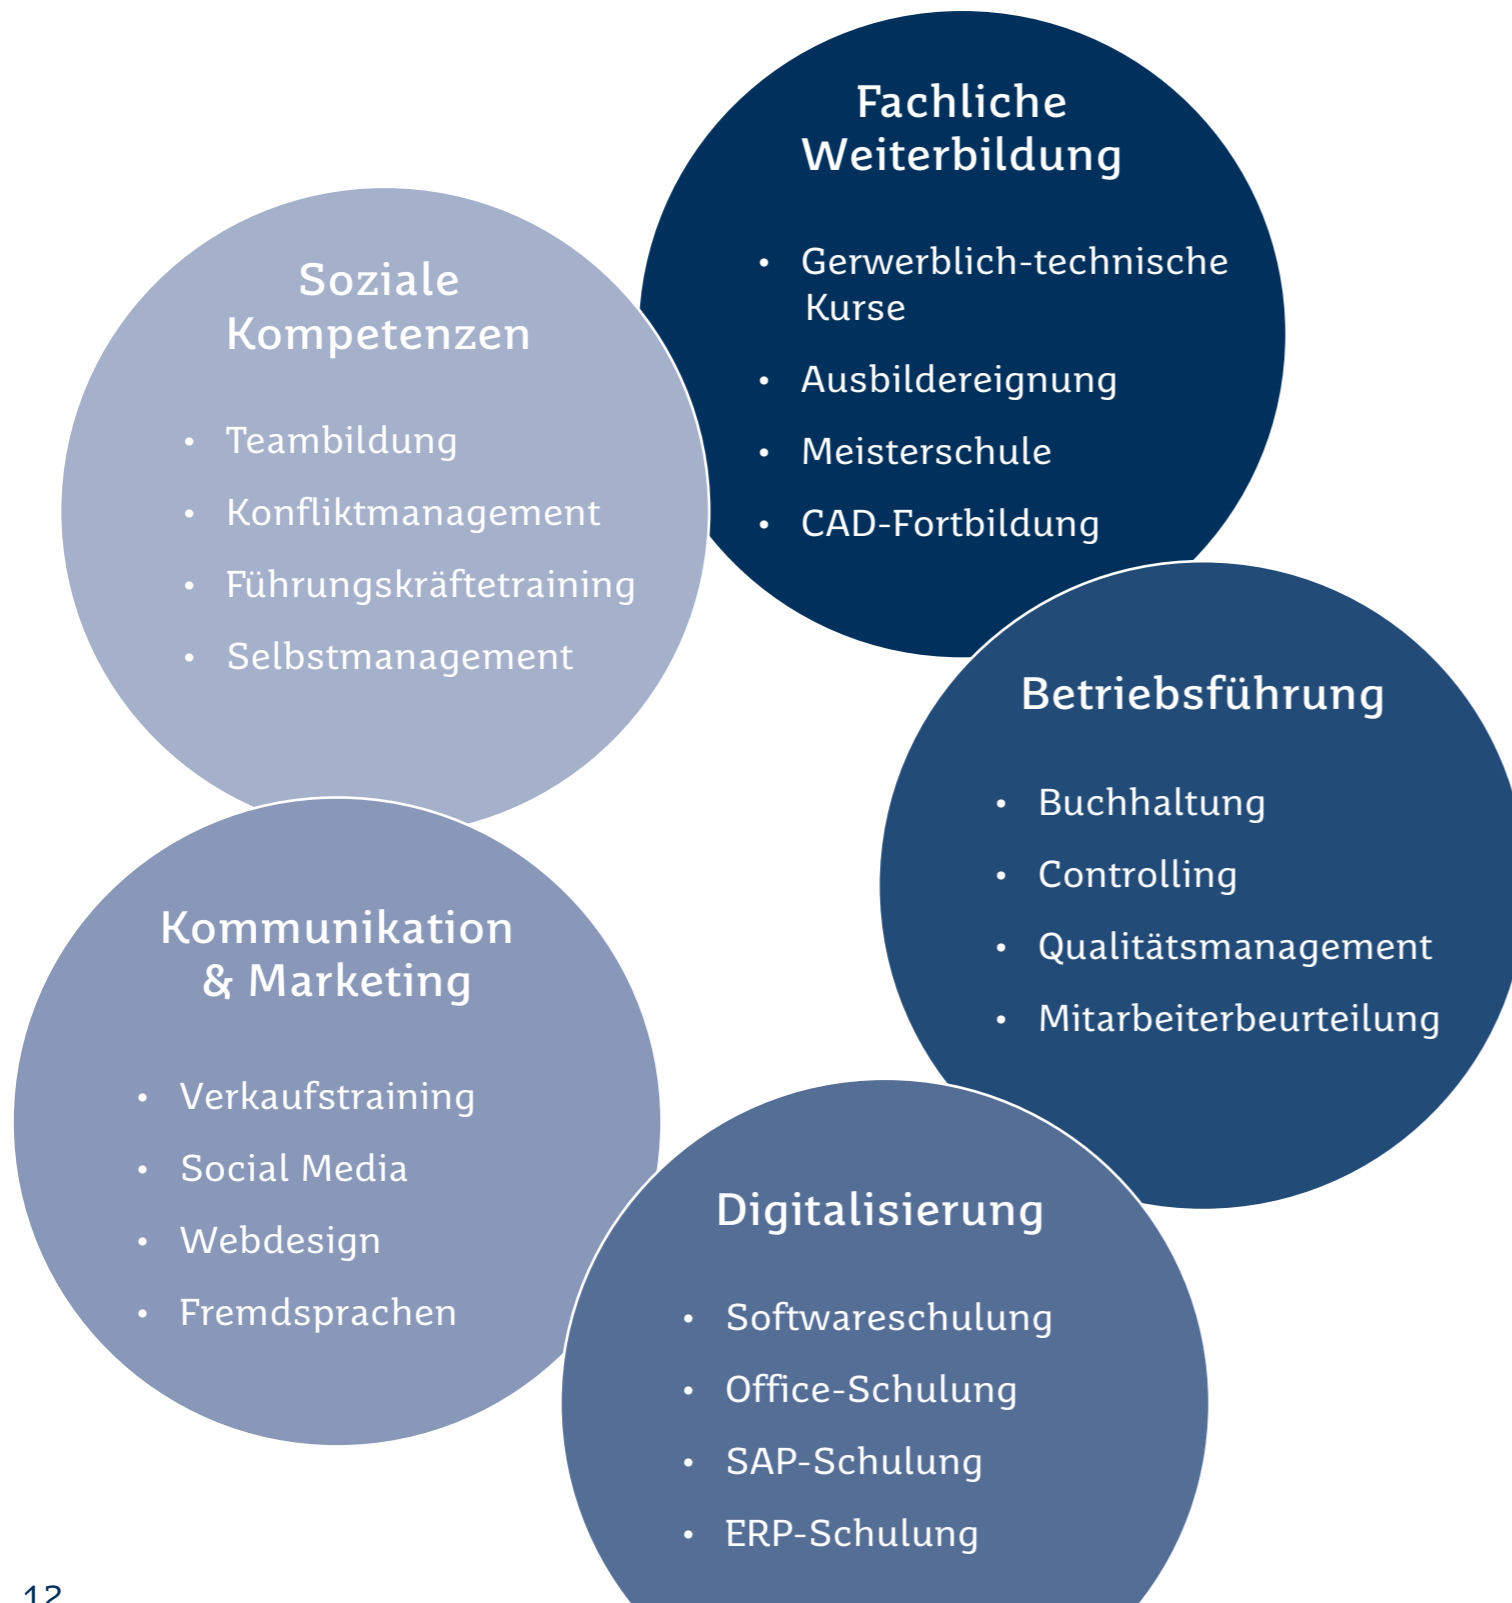 Fachliche
Weiterbildung
• Gerwerblich-technische
Kurse
• Ausbildereignung
• Meisterschule
• CAD-Fortbildung
Soziale
Kompetenzen
• Teambildung
• Konfliktmanagement
• Führungskräftetraining
• Selbstmanagement
Betriebsführung
• Buchhaltung
• Controlling
• Qualitätsmanagement
• Mitarbeiterbeurteilung
Kommunikation
& Marketing
• Verkaufstraining
• Social Media
• Webdesign
• Fremdsprachen
Digitalisierung
• Softwareschulung
• Office-Schulung
• SAP-Schulung
• ERP-Schulung
12